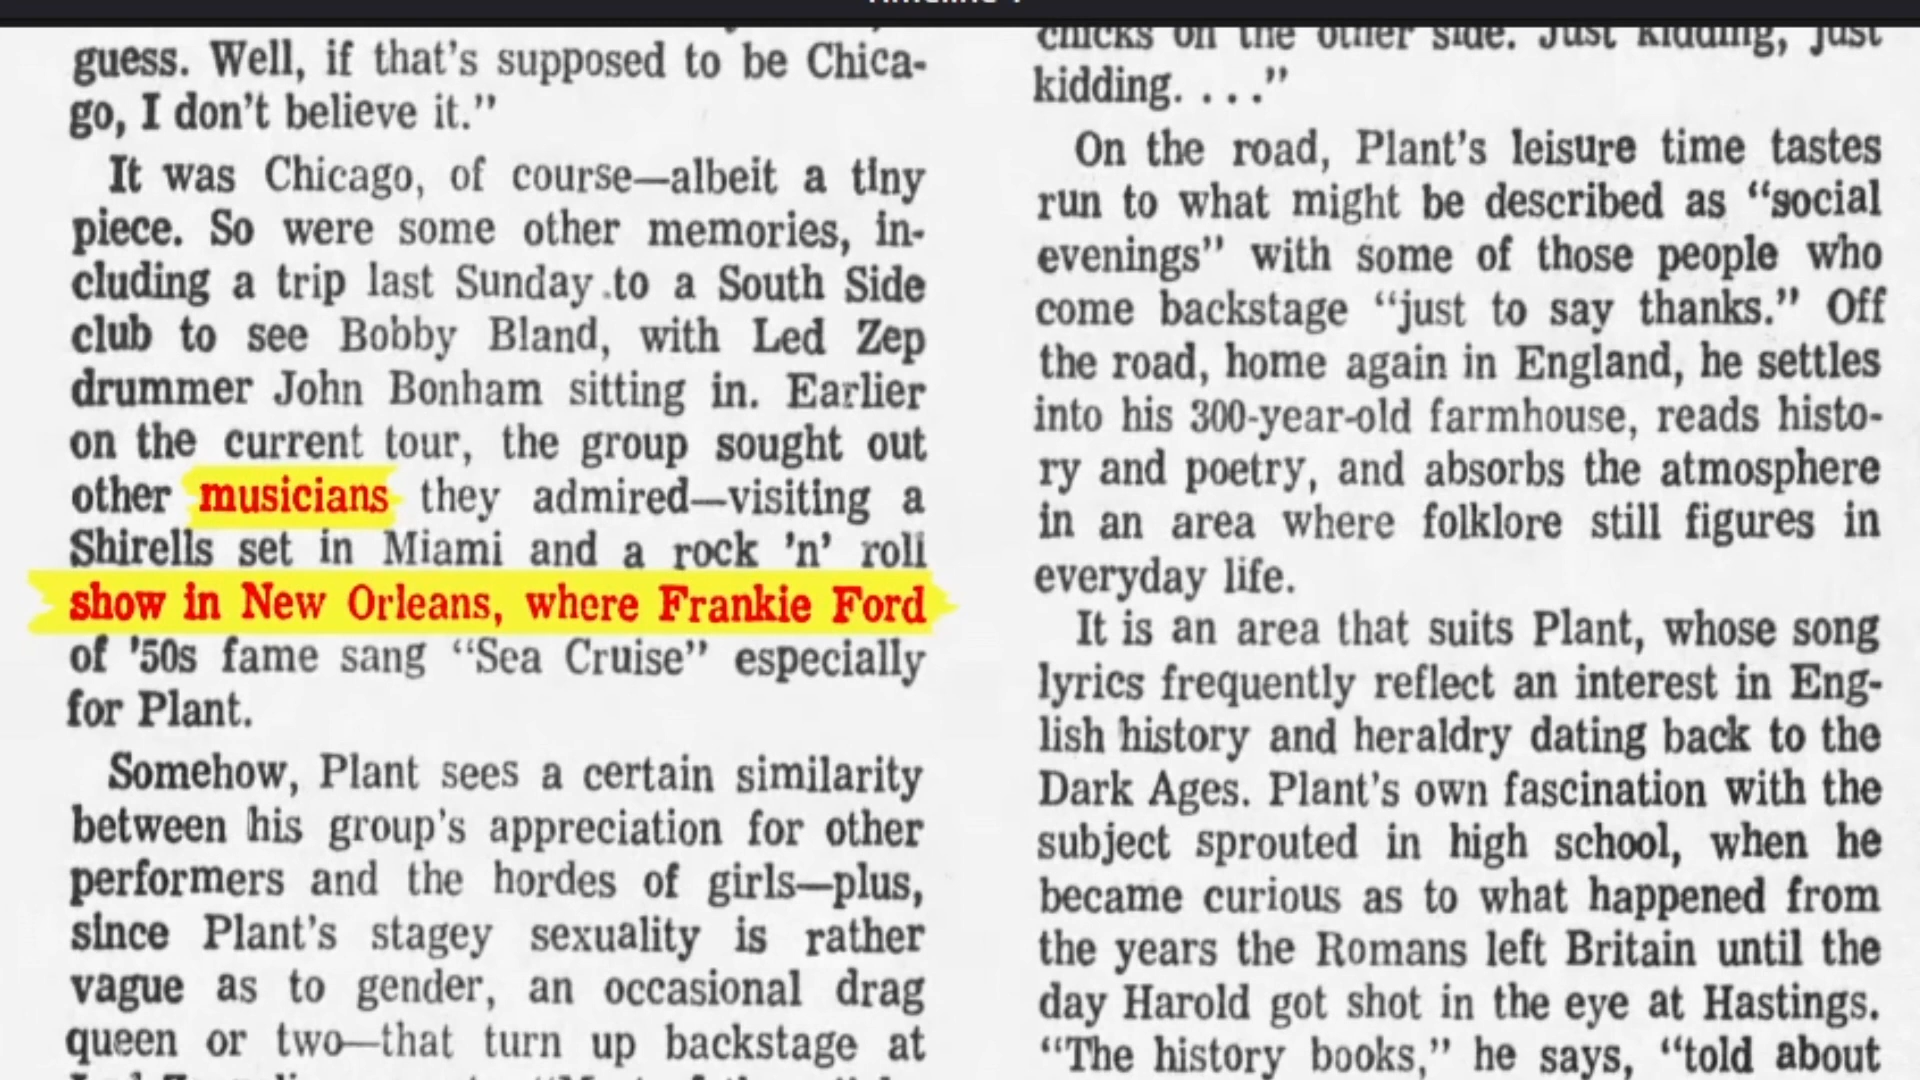 guess. Well, if that's supposed to be Chica-
go, I don't believe it."
It was Chicago, of course—albeit a tiny
piece. So were some other memories, in-
cluding a trip last Sunday to a South Side
club to see Bobby Bland, with Led Zep
drummer John Bonham sitting in. Earlier
on the current tour, the group sought out
other musicians they admired—visiting a
Shirells set in Miami and a rock 'n' roll
show in New Orleans, where Frankie Ford
of '50s fame sang "Sea Cruise" especially
for Plant.
Somehow, Plant sees a certain similarity
between his group's appreciation for other
performers and the hordes of girls—plus,
since Plant's stagey sexuality is rather
vague as to gender, an occasional drag
queen or two—that turn up backstage at
chicks on the other side. Just kidding, just
kidding. . . ."
On the road, Plant's leisure time tastes
run to what might be described as "social
evenings" with some of those people who
come backstage "just to say thanks." Off
the road, home again in England, he settles
into his 300-year-old farmhouse, reads histo-
ry and poetry, and absorbs the atmosphere
in an area where folklore still figures in
everyday life.
It is an area that suits Plant, whose song
lyrics frequently reflect an interest in Eng-
lish history and heraldry dating back to the
Dark Ages. Plant's own fascination with the
subject sprouted in high school, when he
became curious as to what happened from
the years the Romans left Britain until the
day Harold got shot in the eye at Hastings.
"The history books," he says, "told about